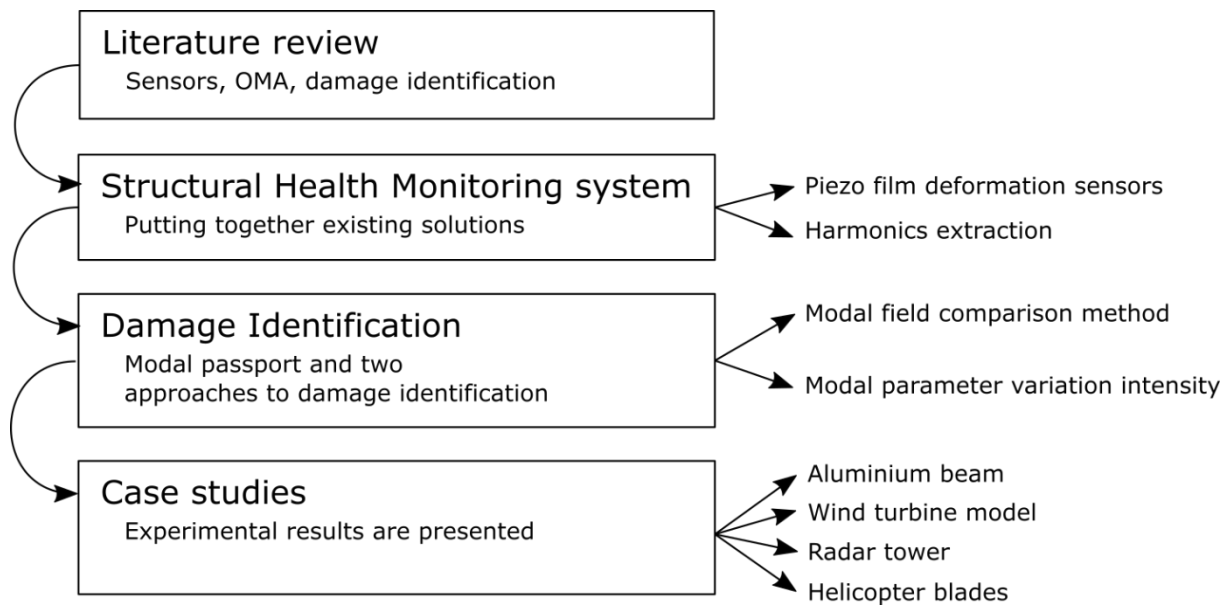 Literature review
Sensors, OMA, damage identification
Structural Health Monitoring system
Putting together existing solutions
Piezo film deformation sensors
Harmonics extraction
Damage Identification
Modal passport and two
approaches to damage identification
Modal field comparison method
Modal parameter variation intensity
Case studies
Experimental results are presented
Aluminium beam
Wind turbine model
Radar tower
Helicopter blades